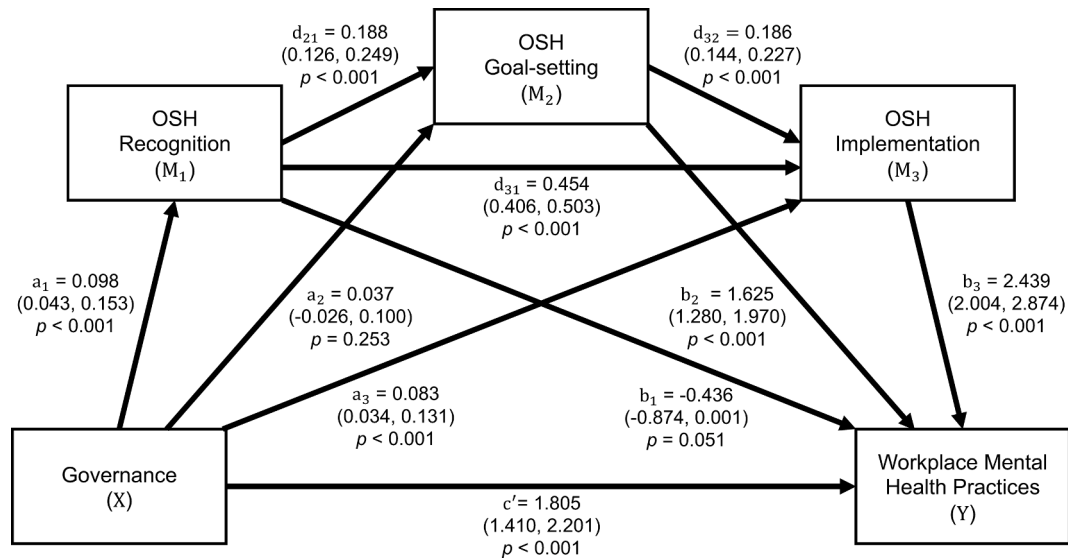 d₂₁ = 0.188
(0.126, 0.249)
p < 0.001
OSH
Goal-setting
(M₂)
d₃₂ = 0.186
(0.144, 0.227)
p < 0.001
OSH
Recognition
(M₁)
OSH
Implementation
(M₃)
d₃₁ = 0.454
(0.406, 0.503)
p < 0.001
a₁ = 0.098
(0.043, 0.153)
p < 0.001
a₂ = 0.037
(-0.026, 0.100)
p = 0.253
b₂ = 1.625
(1.280, 1.970)
p < 0.001
b₃ = 2.439
(2.004, 2.874)
p < 0.001
a₃ = 0.083
(0.034, 0.131)
p < 0.001
b₁ = -0.436
(-0.874, 0.001)
p = 0.051
Governance
(X)
Workplace Mental
Health Practices
(Y)
c′= 1.805
(1.410, 2.201)
p < 0.001